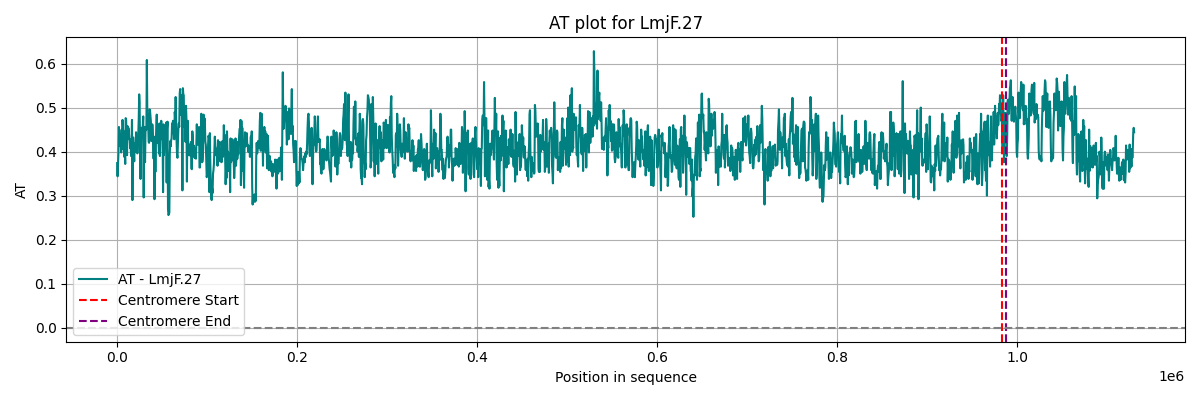 AT plot for LmjF.27
AT
0.6
0.5
0.4
0.3
0.2
0.1
0.0
AT - LmjF.27
Centromere Start
Centromere End
0.0 0.2 0.4 0.6 0.8 1.0
1e6
Position in sequence